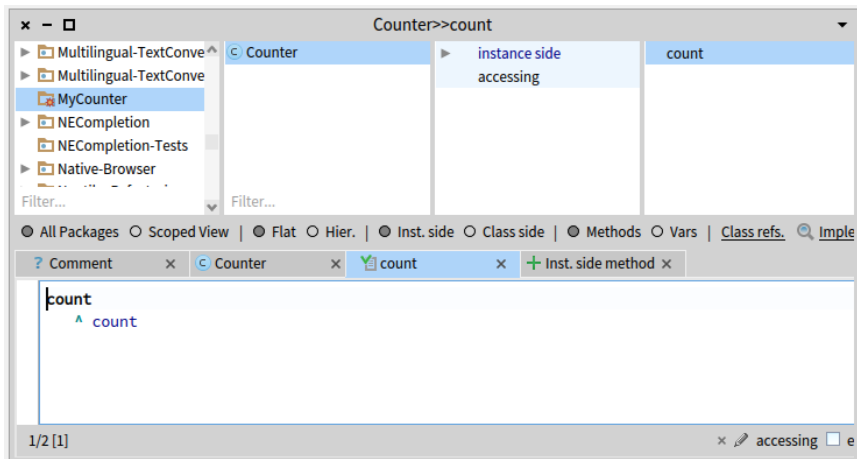 Counter>>count
Multilingual-TextConve
Multilingual-TextConve
MyCounter
NECompletion
NECompletion-Tests
Native-Browser
Filter...
Counter
Filter...
instance side
accessing
count
All Packages Scoped View | Flat Hier. | Inst. side Class side | Methods Vars | Class refs. Imple
? Comment × Counter × count × + Inst. side method ×
count
^ count
1/2 [1]
× accessing e